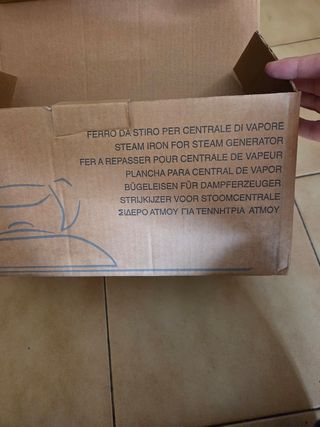 FERRO DA STIRO PER CENTRALE DI VAPORE
STEAM IRON FOR STEAM GENERATOR
FER A REPASSER POUR CENTRALE DE VAPEUR
PLANCHA PARA CENTRAL DE VAPOR
BÜGELEISEN FÜR DAMPFERZEUGER
STRIJKIJZER VOOR STOOMCENTRALE
ΣΙΔΕΡΟ ΑΤΜΟΥ ΓΙΑ ΓΕΝΝΗΤΡΙΑ ΑΤΜΟΥ